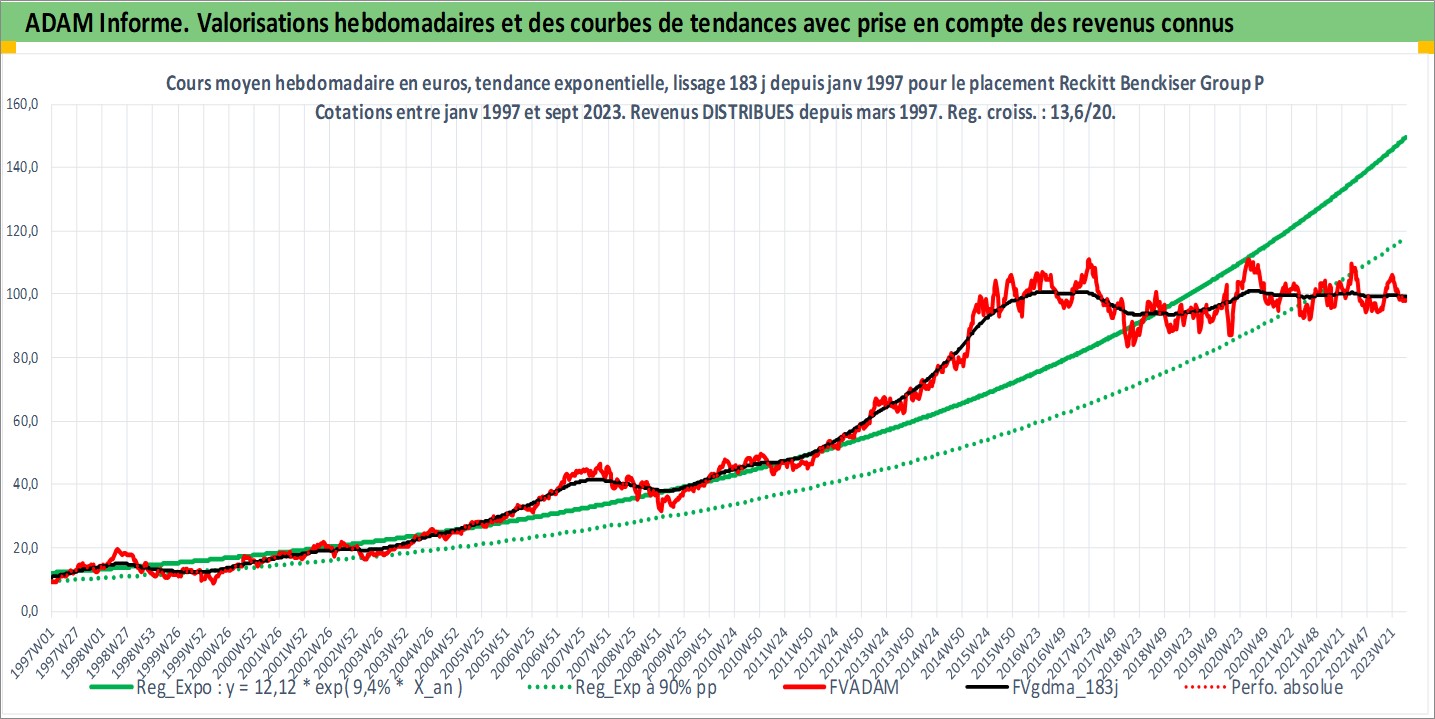 ADAM Informe. Valorisations hebdomadaires et des courbes de tendances avec prise en compte des revenus connus
Cours moyen hebdomadaire en euros, tendance exponentielle, lissage 183 j depuis janv 1997 pour le placement Reckitt Benckiser Group P
Cotations entre janv 1997 et sept 2023. Revenus DISTRIBUES depuis mars 1997. Reg. croiss. : 13,6/20.
160,0
140,0
120,0
100,0
80,0
60,0
40,0
20,0
0,0
1997W01
1997W27
1998W01
1998W27
1998W53
1999W26
1999W52
2000W26
2000W52
2001W26
2001W52
2002W26
2002W52
2003W26
2003W52
2004W26
2004W52
2005W25
2005W51
2006W25
2006W51
2007W25
2007W51
2008W25
2008W51
2009W25
2009W51
2010W24
2010W50
2011W24
2011W50
2012W24
2012W50
2013W24
2013W50
2014W24
2014W50
2015W24
2015W50
2016W23
2016W49
2017W23
2017W49
2018W23
2018W49
2019W23
2019W49
2020W23
2020W49
2021W22
2021W48
2022W21
2022W47
2023W21
Reg_Expo : y = 12,12 * exp( 9,4% * X_an )
Reg_Exp à 90% pp
FVADAM
FVgdma_183j
Perfo. absolue